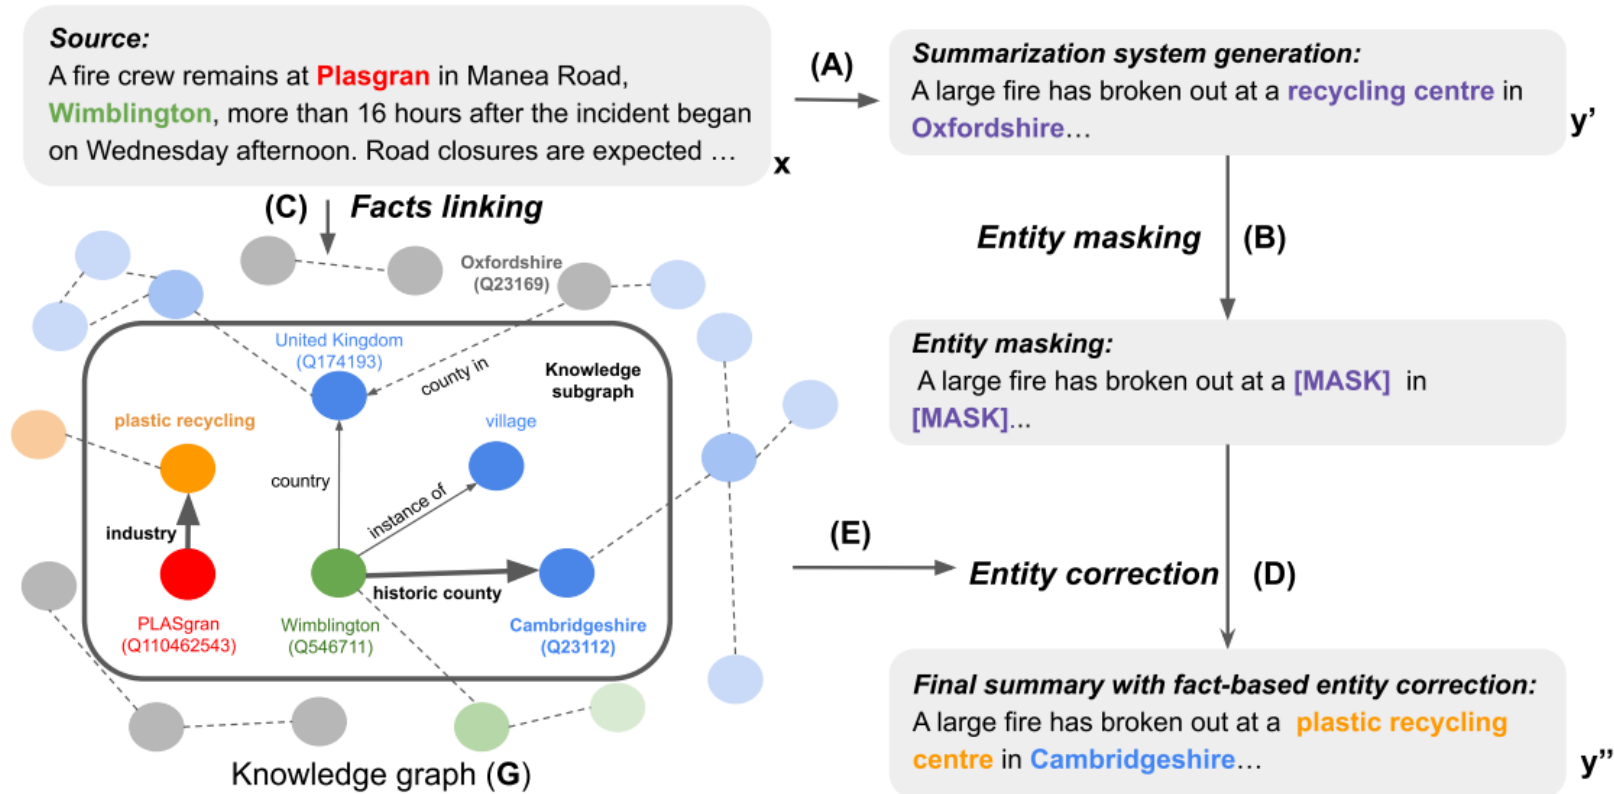 Source:
A fire crew remains at Plasgran in Manea Road,
Wimblington, more than 16 hours after the incident began
on Wednesday afternoon. Road closures are expected …
x
(A)
Summarization system generation:
A large fire has broken out at a recycling centre in
Oxfordshire…
y’
(C)
Facts linking
Entity masking
(B)
Oxfordshire
(Q23169)
United Kingdom
(Q174193)
county in
Knowledge
subgraph
plastic recycling
village
country
instance of
industry
historic county
PLASgran
(Q110462543)
Wimblington
(Q546711)
Cambridgeshire
(Q23112)
Knowledge graph (G)
Entity masking:
A large fire has broken out at a [MASK] in
[MASK]...
(E)
Entity correction
(D)
Final summary with fact-based entity correction:
A large fire has broken out at a plastic recycling
centre in Cambridgeshire…
y”